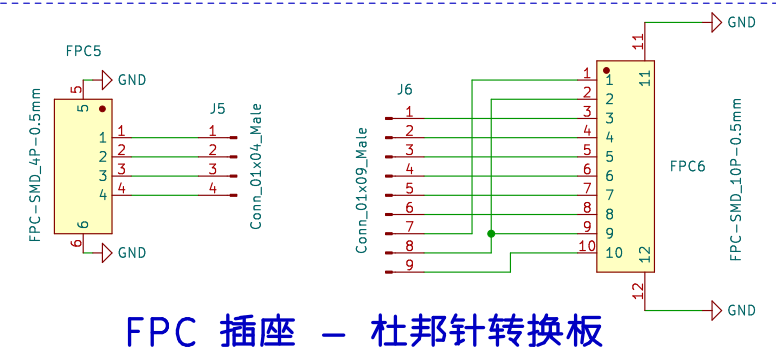 FPC5
GND
5
5
FPC-SMD_4P-0.5mm
1 1
2 2
3 3
4 4
6
6
GND
J5
1
2
3
4
Conn_01x04_Male
J6
1
2
3
4
5
6
7
8
9
Conn_01x09_Male
GND
11
11
1 1
2 2
3 3
4 4
5 5
6 6
7 7
8 8
9 9
10 10
FPC6
FPC-SMD_10P-0.5mm
12
12
GND
FPC 插座 - 杜邦针转换板